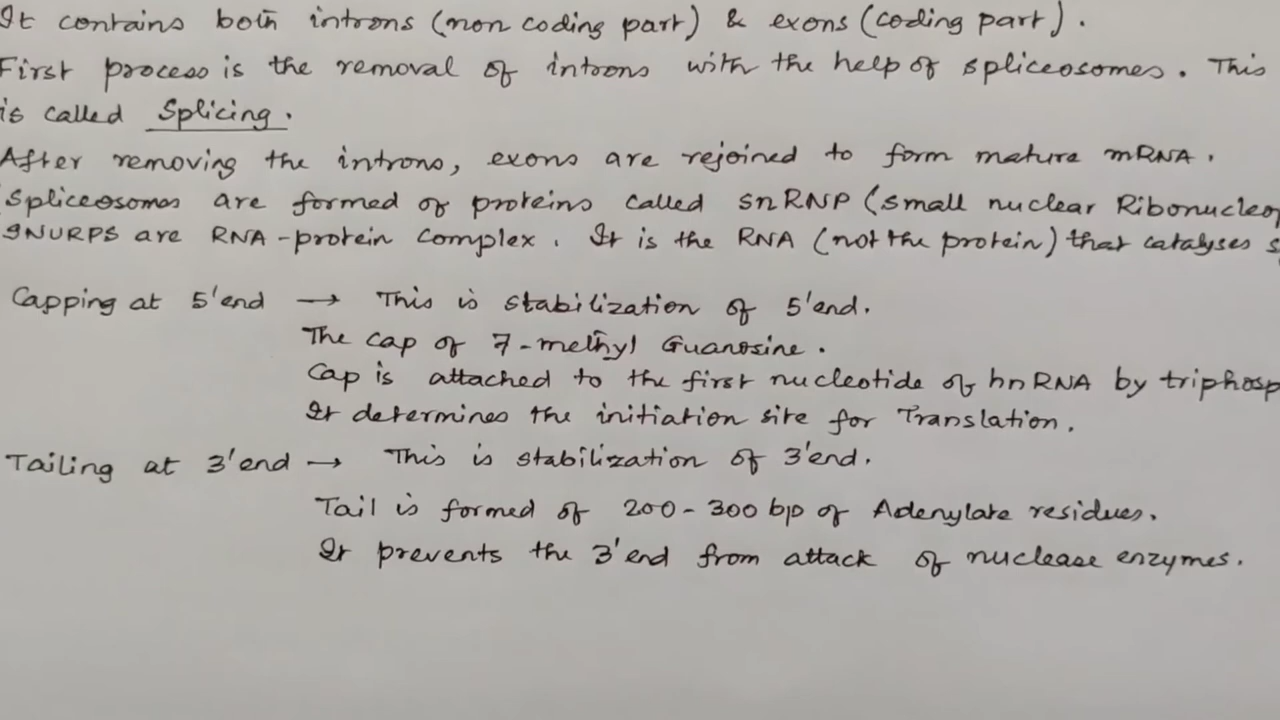 It contains both introns (non coding part) & exons (coding part).
First process is the removal of introns with the help of spliceosomes. This
is called Splicing.
After removing the introns, exons are rejoined to form mature mRNA.
Spliceosomes are formed of proteins called snRNP (small nuclear Ribonucleop
SNURPS are RNA-protein complex. It is the RNA (not the protein) that catalyses s
Capping at 5'end → This is stabilization of 5'end.
The cap of 7-methyl Guanosine.
Cap is attached to the first nucleotide of hnRNA by triphosp
It determines the initiation site for Translation.
Tailing at 3'end → This is stabilization of 3'end.
Tail is formed of 200-300 bp of Adenylate residues.
It prevents the 3'end from attack of nuclease enzymes.